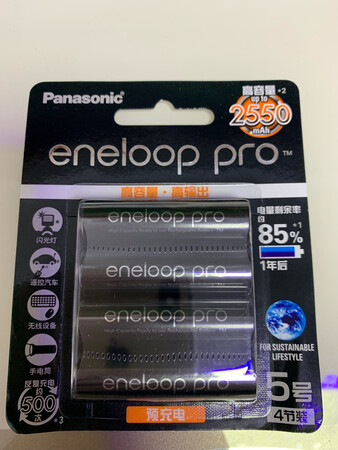 Panasonic
高容量*2
up to
2550
mAh
eneloop pro™
高容量·高输出
电量剩余率
约
85%*1
1年后
闪光灯
遥控汽车
无线设备
手电筒
反复充电
约
500
次
*3
eneloop pro
eneloop pro
eneloop pro
eneloop pro
FOR SUSTAINABLE
LIFESTYLE
5号
4节装
预充电